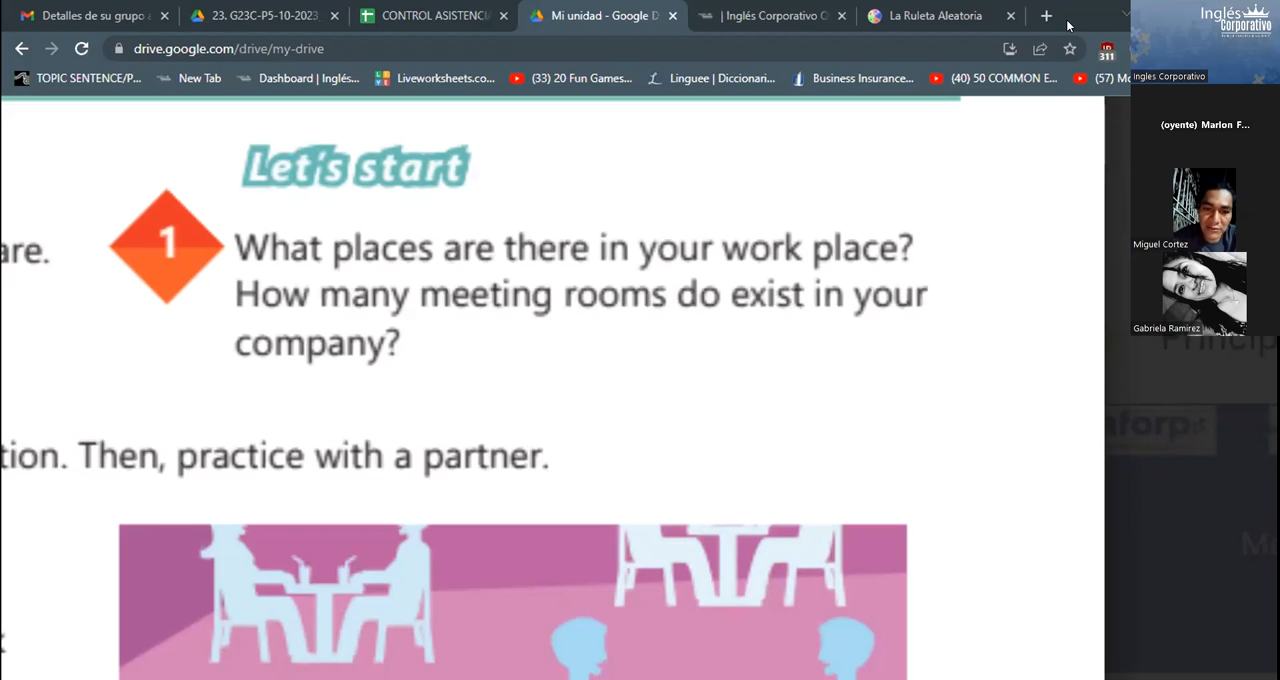 Detalles de su grupo
23. G23C-P5-10-2023
CONTROL ASISTENCI
Mi unidad - Google D
| Inglés Corporativo
La Ruleta Aleatoria
drive.google.com/drive/my-drive
311
TOPIC SENTENCE/P...
New Tab
Dashboard | Inglés...
Liveworksheets.co...
(33) 20 Fun Games...
Linguee | Diccionari...
Business Insurance...
(40) 50 COMMON E...
(57) Mo
Inglés
Corporativo
Ingles Corporativo
(oyente) Marlon F...
Miguel Cortez
Gabriela Ramirez
Let's start
1
are.
What places are there in your work place?
How many meeting rooms do exist in your
company?
tion. Then, practice with a partner.